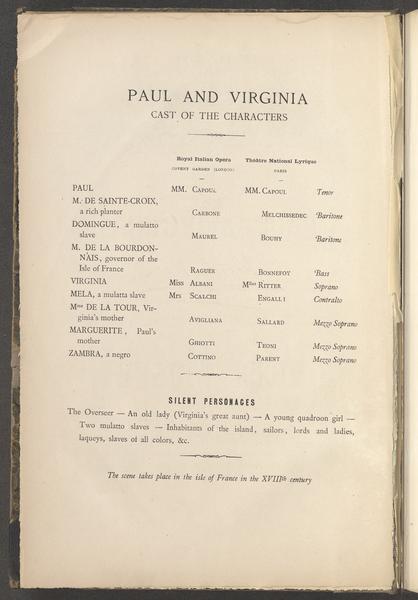 PAUL AND VIRGINIA
CAST OF THE CHARACTERS
Royal Italian Opera Théâtre National Lyrique
COVENT GARDEN (LONDON) PARIS
PAUL MM. CAPOUL MM. CAPOUL Tenor
M. DE SAINTE-CROIX,
a rich planter CARBONE MELCHISSEDEC Baritone
DOMINGUE, a mulatto
slave MAUREL BOUHY Baritone
M. DE LA BOURDON-
NAIS, governor of the
Isle of France RAGUER BONNEFOY Bass
VIRGINIA Miss ALBANI Mlles RITTER Soprano
MELA, a mulatta slave Mrs SCALCHI ENGALLI Contralto
Mme DE LA TOUR, Vir-
ginia's mother AVIGLIANA SALLARD Mezzo Soprano
MARGUERITE, Paul's
mother GHIOTTI TEONI Mezzo Soprano
ZAMBRA, a negro COTTINO PARENT Mezzo Soprano
SILENT PERSONAGES
The Overseer — An old lady (Virginia's great aunt) — A young quadroon girl —
Two mulatto slaves — Inhabitants of the island, sailors, lords and ladies,
laqueys, slaves of all colors, &c.
The scene takes place in the isle of France in the XVIIIth century